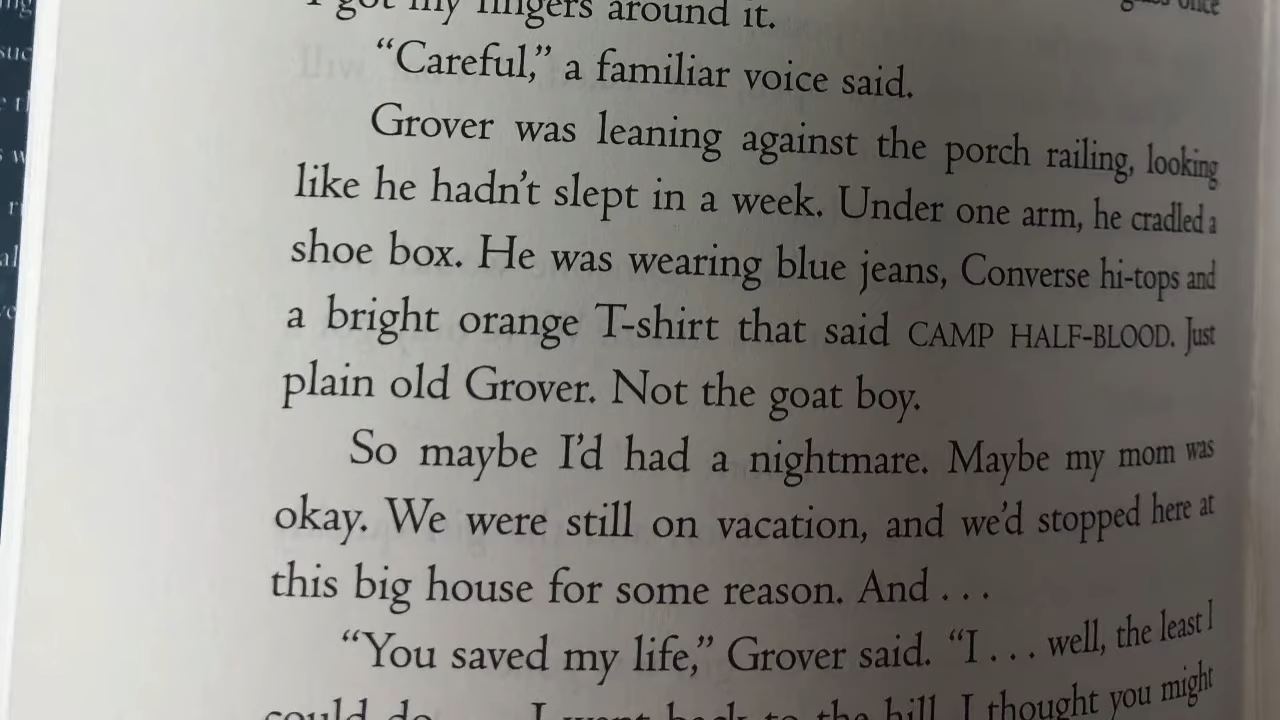 I got my fingers around it.
“Careful,” a familiar voice said.
Grover was leaning against the porch railing, looking
like he hadn’t slept in a week. Under one arm, he cradled a
shoe box. He was wearing blue jeans, Converse hi-tops and
a bright orange T-shirt that said CAMP HALF-BLOOD. Just
plain old Grover. Not the goat boy.
So maybe I’d had a nightmare. Maybe my mom was
okay. We were still on vacation, and we’d stopped here at
this big house for some reason. And . . .
“You saved my life,” Grover said. “I . . . well, the least I
could do I went back to the hill. I thought you might